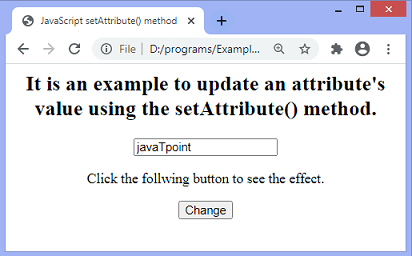 JavaScript setAttribute() method
File | D:/programs/Exampl...
It is an example to update an attribute's
value using the setAttribute() method.
javaTpoint
Click the follwing button to see the effect.
Change